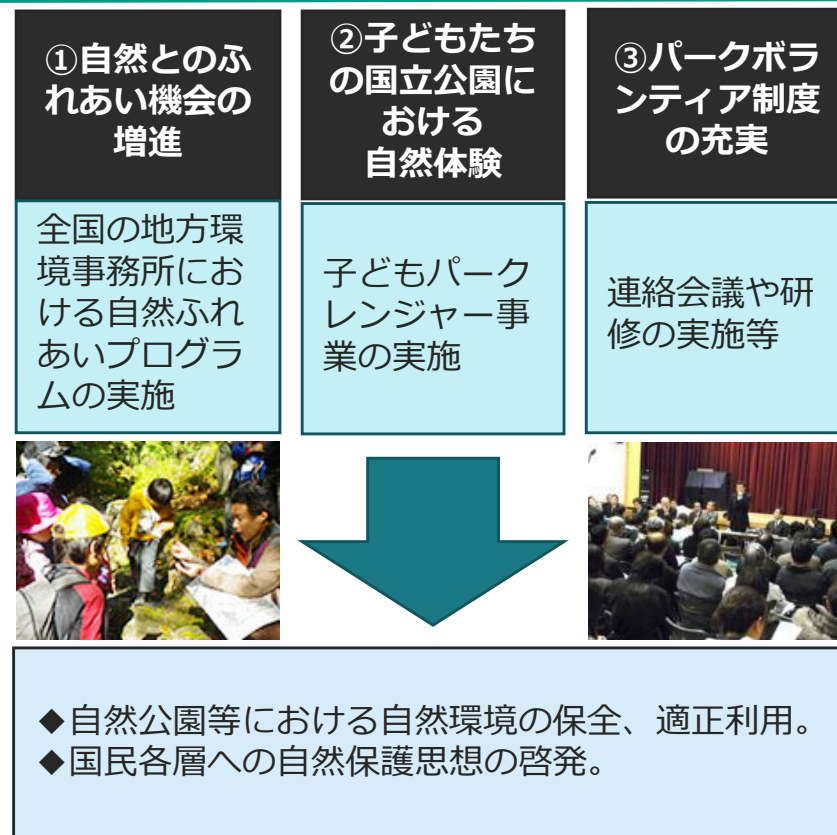 ①自然とのふ
れあい機会の
増進
②子どもたち
の国立公園に
おける
自然体験
③パークボラ
ンティア制度
の充実
全国の地方環
境事務所にお
ける自然ふれ
あいプログラ
ムの実施
子どもパーク
レンジャー事
業の実施
連絡会議や研
修の実施等
◆自然公園等における自然環境の保全、適正利用。
◆国民各層への自然保護思想の啓発。